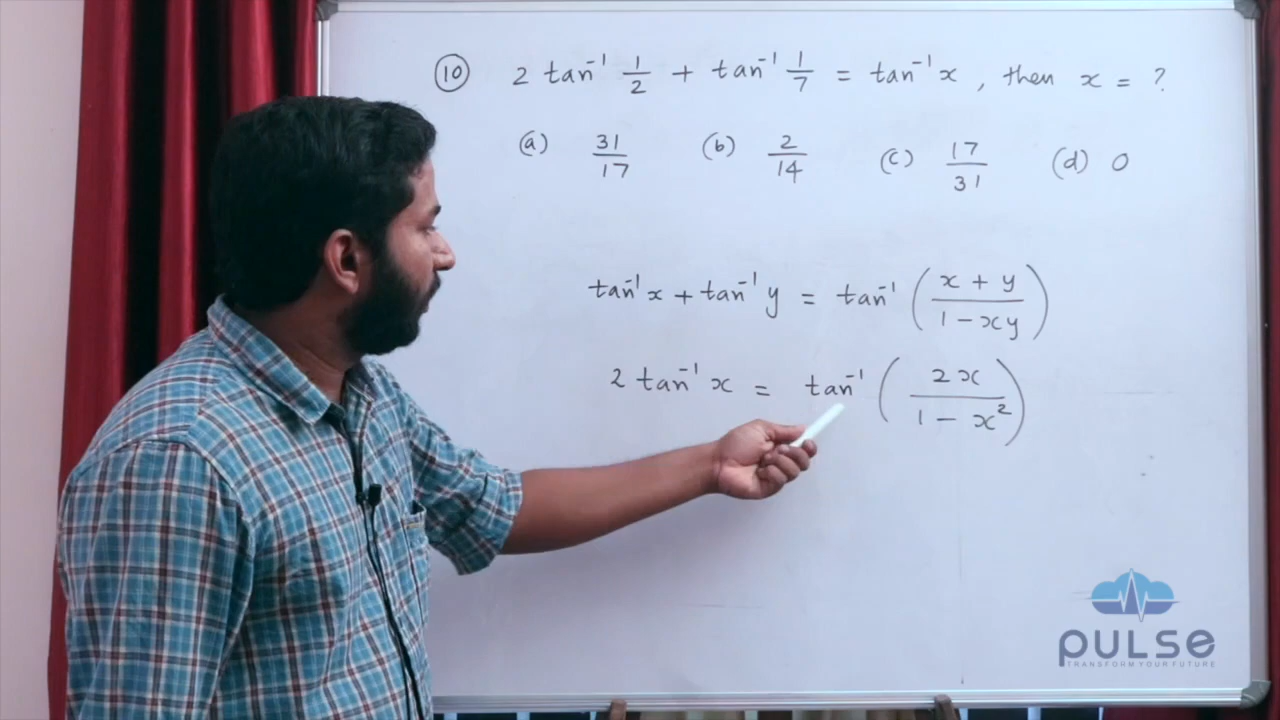 ⑩ 2 tan⁻¹ 1/2 + tan⁻¹ 1/7 = tan⁻¹ x , then x = ?
(a) 31/17 (b) 2/14 (c) 17/31 (d) 0
tan⁻¹ x + tan⁻¹ y = tan⁻¹ ( x + y / 1 - xy )
2 tan⁻¹ x = tan⁻¹ ( 2x / 1 - x² )
PULSE
TRANSFORM YOUR FUTURE